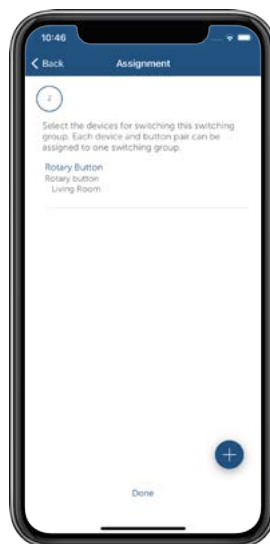 10:46
Back Assignment
2
Select the devices for switching this switching
group. Each device and button pair can be
assigned to one switching group.
Rotary Button
Rotary button
Living Room
Done